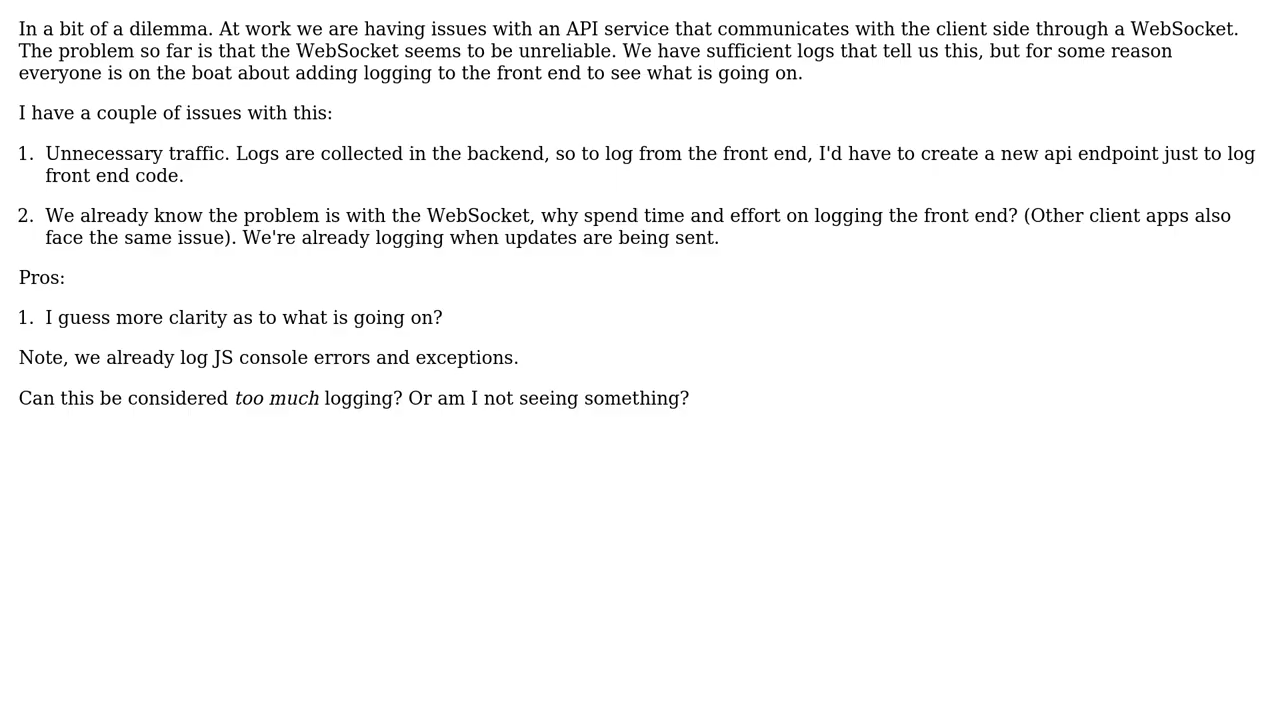 In a bit of a dilemma. At work we are having issues with an API service that communicates with the client side through a WebSocket.
The problem so far is that the WebSocket seems to be unreliable. We have sufficient logs that tell us this, but for some reason
everyone is on the boat about adding logging to the front end to see what is going on.
I have a couple of issues with this:
1. Unnecessary traffic. Logs are collected in the backend, so to log from the front end, I'd have to create a new api endpoint just to log
front end code.
2. We already know the problem is with the WebSocket, why spend time and effort on logging the front end? (Other client apps also
face the same issue). We're already logging when updates are being sent.
Pros:
1. I guess more clarity as to what is going on?
Note, we already log JS console errors and exceptions.
Can this be considered too much logging? Or am I not seeing something?